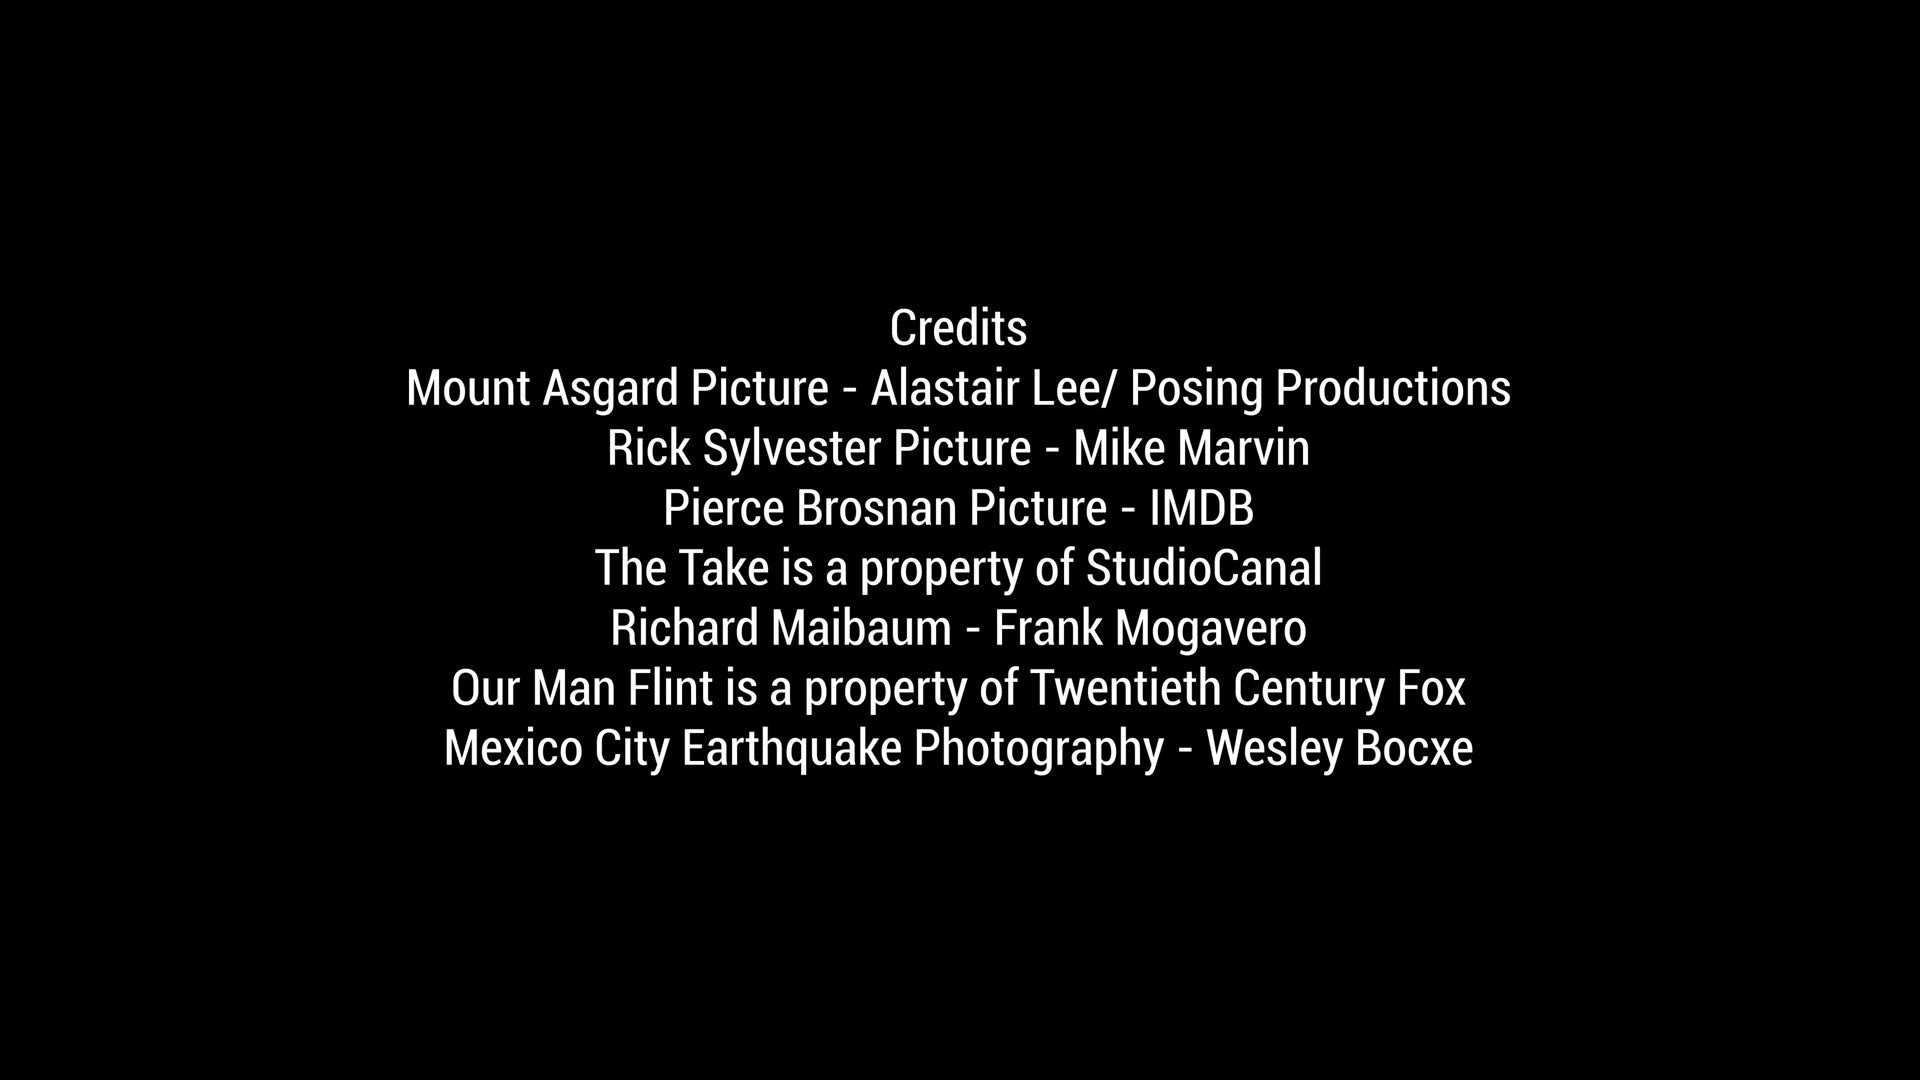 Credits
Mount Asgard Picture - Alastair Lee/ Posing Productions
Rick Sylvester Picture - Mike Marvin
Pierce Brosnan Picture - IMDB
The Take is a property of StudioCanal
Richard Maibaum - Frank Mogavero
Our Man Flint is a property of Twentieth Century Fox
Mexico City Earthquake Photography - Wesley Bocxe